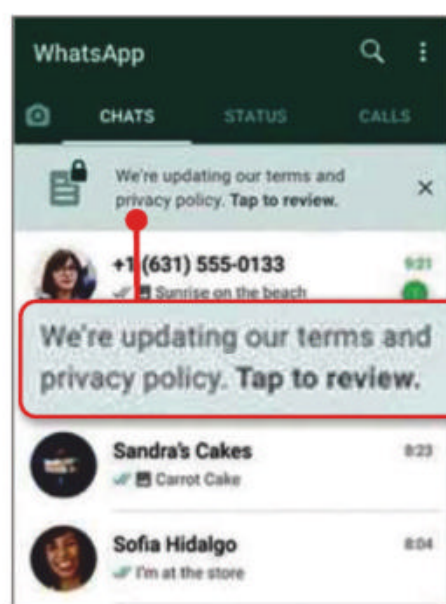 WhatsApp
CHATS STATUS CALLS
We're updating our terms and
privacy policy. Tap to review.
+1 (631) 555-0133 9:21
Sunrise on the beach
We're updating our terms and
privacy policy. Tap to review.
Sandra's Cakes 8:23
Carrot Cake
Sofia Hidalgo 8:04
I'm at the store